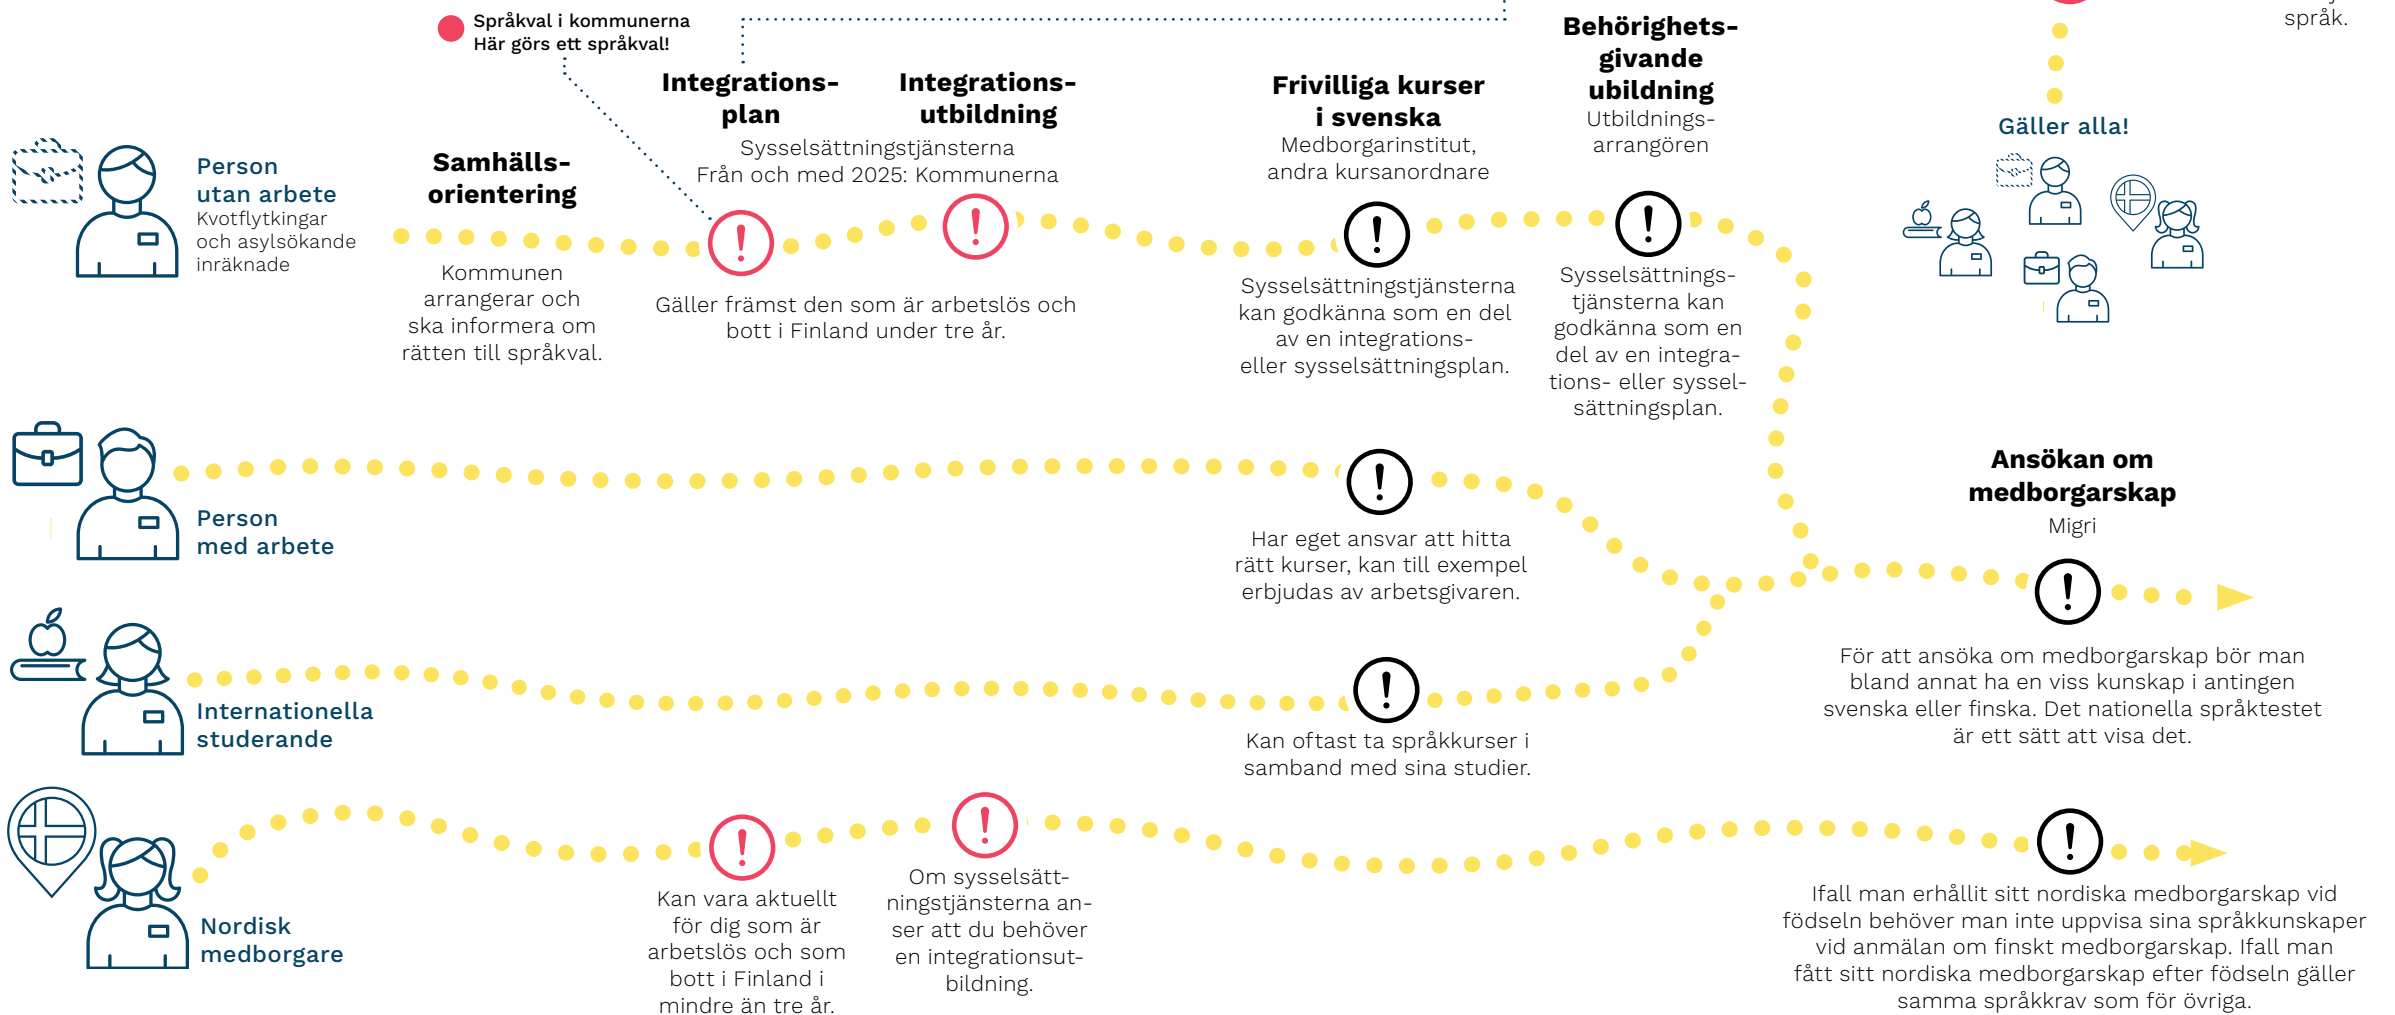 Språkval i kommunerna
Här görs ett språkval!
språk.
Integrations-
plan
Integrations-
utbildning
Sysselsättningstjänsterna
Från och med 2025: Kommunerna
Frivilliga kurser
i svenska
Medborgarinstitut,
andra kursanordnare
Behörighets-
givande
ubildning
Utbildnings-
arrangören
Gäller alla!
Person
utan arbete
Kvotflytkingar
och asylsökande
inräknade
Samhälls-
orientering
Kommunen
arrangerar och
ska informera om
rätten till språkval.
Gäller främst den som är arbetslös och
bott i Finland under tre år.
Sysselsättningstjänsterna
kan godkänna som en del
av en integrations-
eller sysselsättningsplan.
Sysselsättnings-
tjänsterna kan
godkänna som en
del av en integra-
tions- eller syssel-
sättningsplan.
Person
med arbete
Har eget ansvar att hitta
rätt kurser, kan till exempel
erbjudas av arbetsgivaren.
Ansökan om
medborgarskap
Migri
För att ansöka om medborgarskap bör man
bland annat ha en viss kunskap i antingen
svenska eller finska. Det nationella språktestet
är ett sätt att visa det.
Internationella
studerande
Kan oftast ta språkkurser i
samband med sina studier.
Nordisk
medborgare
Kan vara aktuellt
för dig som är
arbetslös och som
bott i Finland i
mindre än tre år.
Om sysselsätt-
ningstjänsterna an-
ser att du behöver
en integrationsut-
bildning.
Ifall man erhållit sitt nordiska medborgarskap vid
födseln behöver man inte uppvisa sina språkkunskaper
vid anmälan om finskt medborgarskap. Ifall man
fått sitt nordiska medborgarskap efter födseln gäller
samma språkkrav som för övriga.